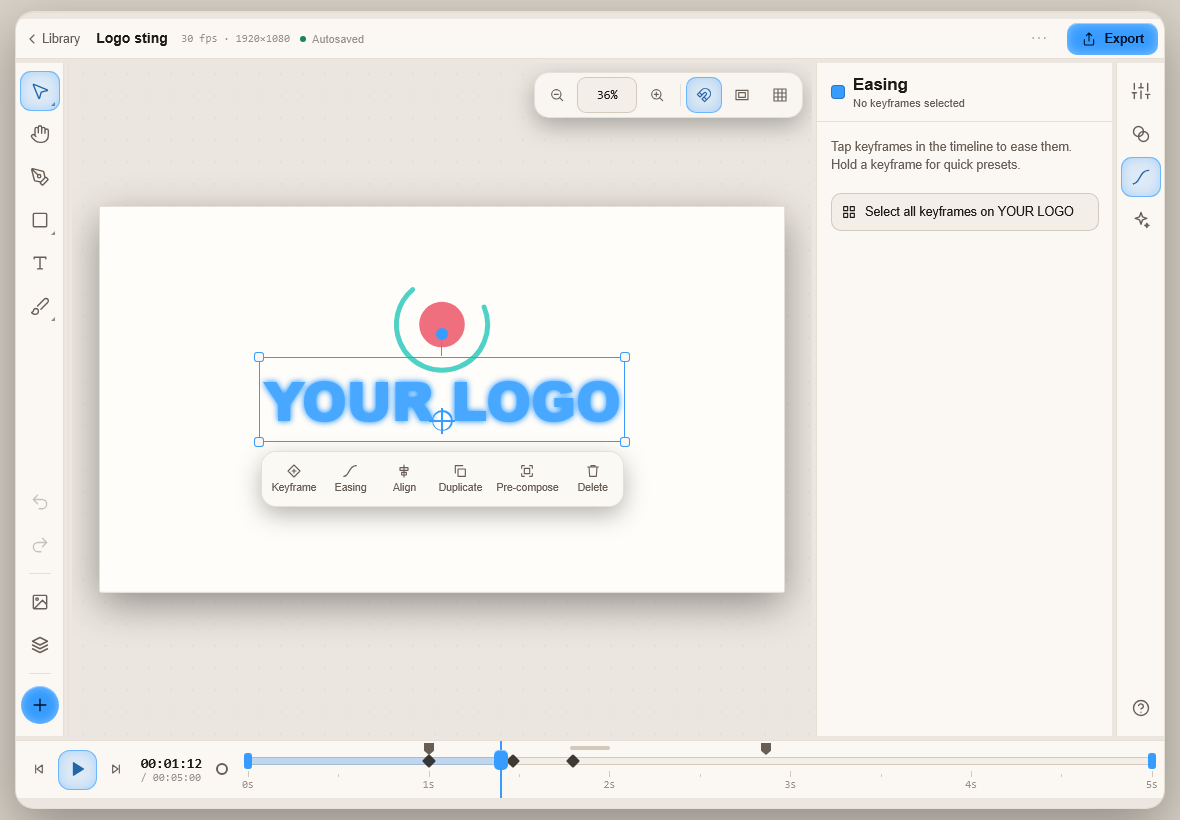 Library
Logo sting
30 fps · 1920×1080
Autosaved
Export
36%
Easing
No keyframes selected
Tap keyframes in the timeline to ease them.
Hold a keyframe for quick presets.
Select all keyframes on YOUR LOGO
YOUR LOGO
Keyframe
Easing
Align
Duplicate
Pre-compose
Delete
00:01:12
/ 00:05:00
0s
1s
2s
3s
4s
5s